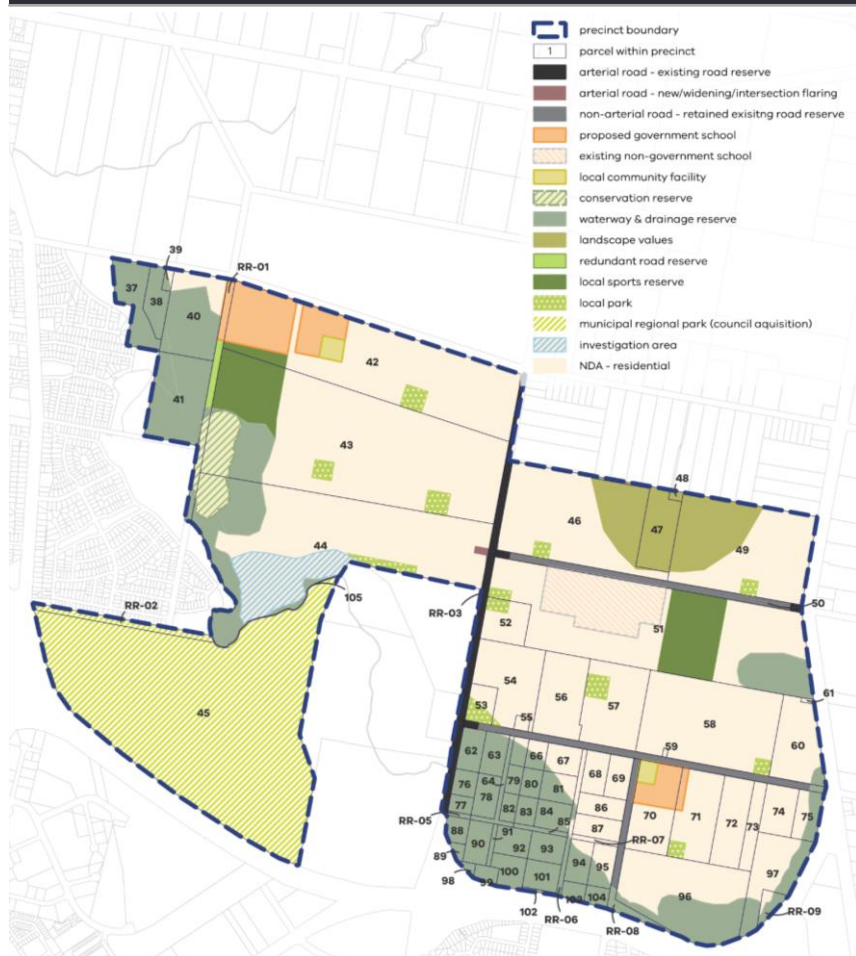 precinct boundary
1
parcel within precinct
arterial road - existing road reserve
arterial road - new/widening/intersection flaring
non-arterial road - retained exisitng road reserve
proposed government school
existing non-government school
local community facility
conservation reserve
waterway & drainage reserve
landscape values
redundant road reserve
local sports reserve
local park
municipal regional park (council aquisition)
investigation area
NDA - residential
39
RR-01
37
38
40
42
41
43
48
46
47
49
44
105
RR-02
RR-03
50
52
51
45
54
56
57
58
61
53
55
60
59
62
63
66
67
68
69
76
64
79
80
81
70
71
72
73
74
75
77
78
82
83
84
85
86
87
RR-05
RR-07
88
91
89
90
92
93
94
95
97
98
99
100
101
96
102
103
104
RR-06
RR-08
RR-09